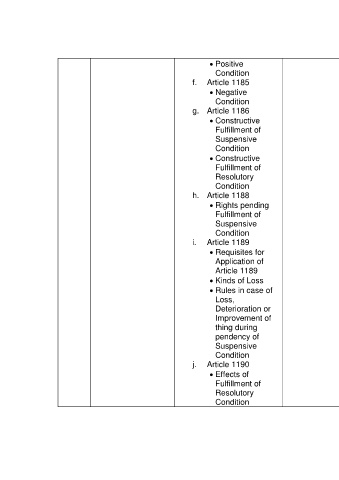 • Positive
Condition
f. Article 1185
• Negative
Condition
g. Article 1186
• Constructive
Fulfillment of
Suspensive
Condition
• Constructive
Fulfillment of
Resolutory
Condition
h. Article 1188
• Rights pending
Fulfillment of
Suspensive
Condition
i. Article 1189
• Requisites for
Application of
Article 1189
• Kinds of Loss
• Rules in case of
Loss,
Deterioration or
Improvement of
thing during
pendency of
Suspensive
Condition
j. Article 1190
• Effects of
Fulfillment of
Resolutory
Condition